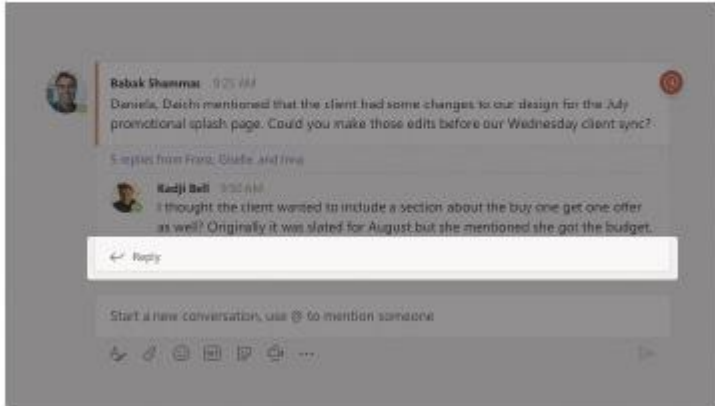 Babak Shammas 9:25 AM
Daniela, Daichi mentioned that the client had some changes to our design for the July
promotional splash page. Could you make those edits before our Wednesday client sync?
5 replies from Giselle, and
Kadji Bell 9:50 AM
I thought the client wanted to include a section about the buy one get one offer
as well? Originally it was slated for August but she mentioned she got the budget.
Reply
Start a new conversation, use @ to mention someone